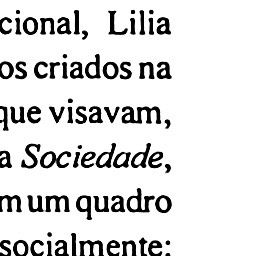 cional, Lilia
os criados na
que visavam,
a Sociedade,
m um quadro
socialmente: